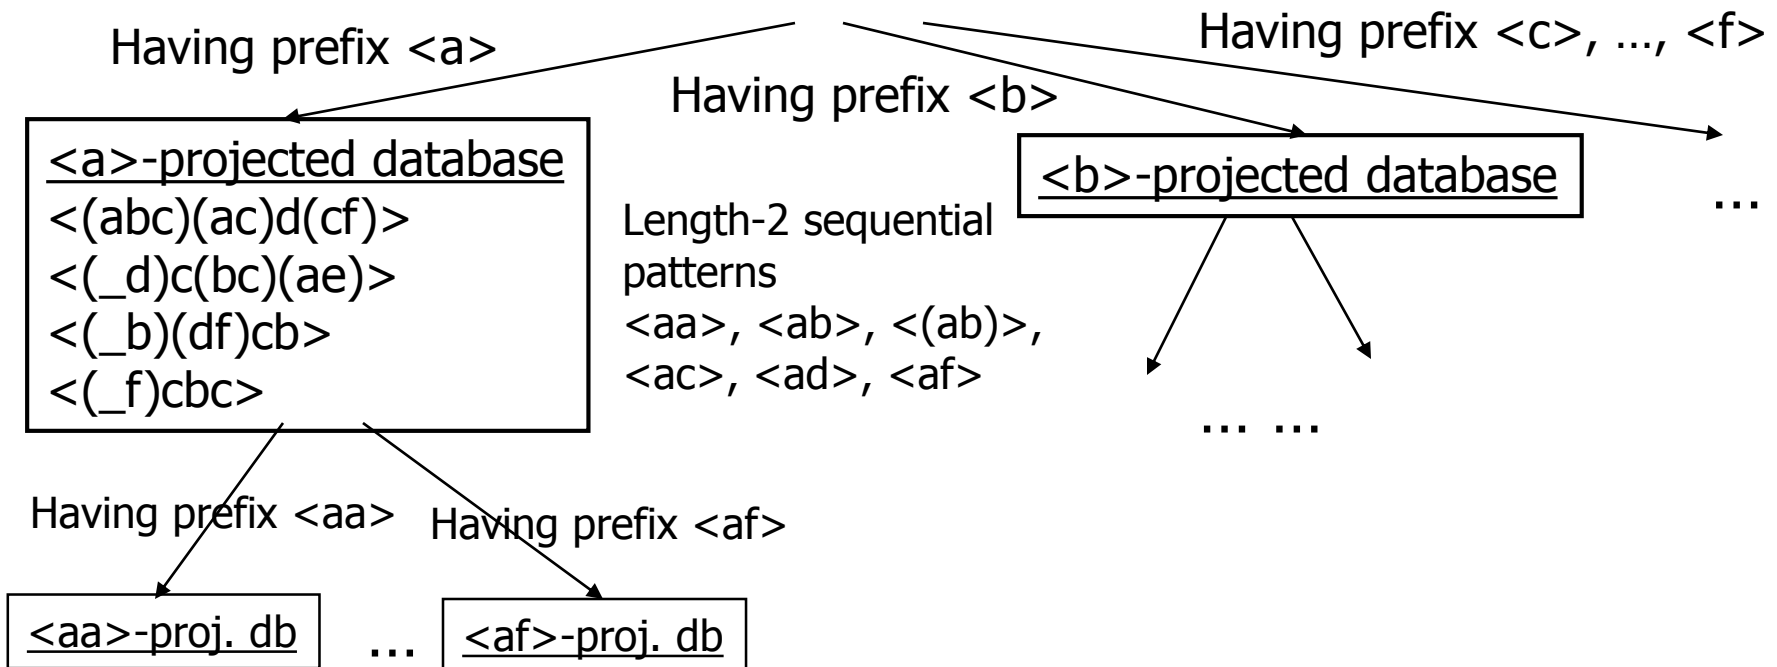 Having prefix <a>
Having prefix <c>, …, <f>
Having prefix <b>
<a>-projected database
<(abc)(ac)d(cf)>
<(_d)c(bc)(ae)>
<(_b)(df)cb>
<(_f)cbc>
Length-2 sequential
patterns
<aa>, <ab>, <(ab)>,
<ac>, <ad>, <af>
<b>-projected database
…
… …
Having prefix <aa>
Having prefix <af>
<aa>-proj. db
…
<af>-proj. db